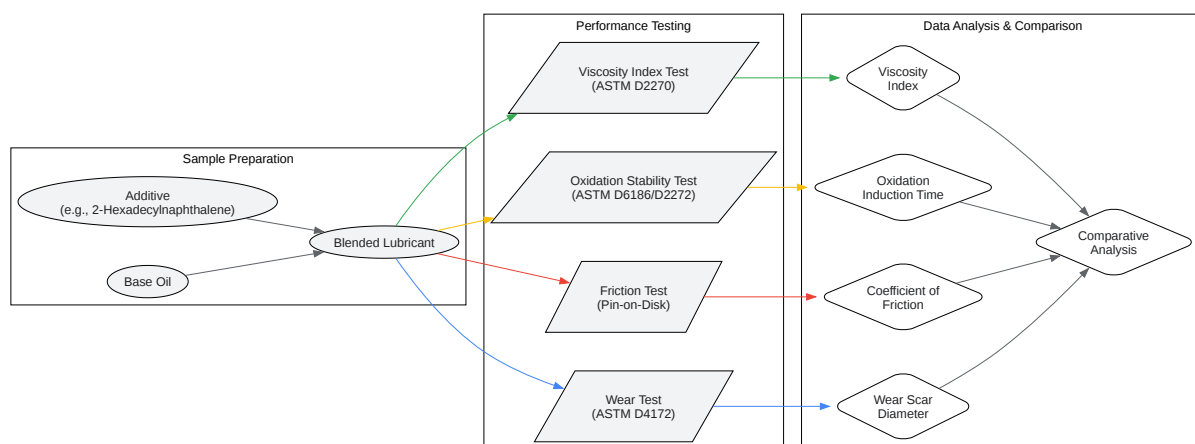 Sample Preparation
Additive
(e.g., 2-Hexadecylnaphthalene)
Base Oil
Blended Lubricant
Performance Testing
Viscosity Index Test
(ASTM D2270)
Oxidation Stability Test
(ASTM D6186/D2272)
Friction Test
(Pin-on-Disk)
Wear Test
(ASTM D4172)
Data Analysis & Comparison
Viscosity
Index
Oxidation
Induction Time
Coefficient of
Friction
Wear Scar
Diameter
Comparative
Analysis